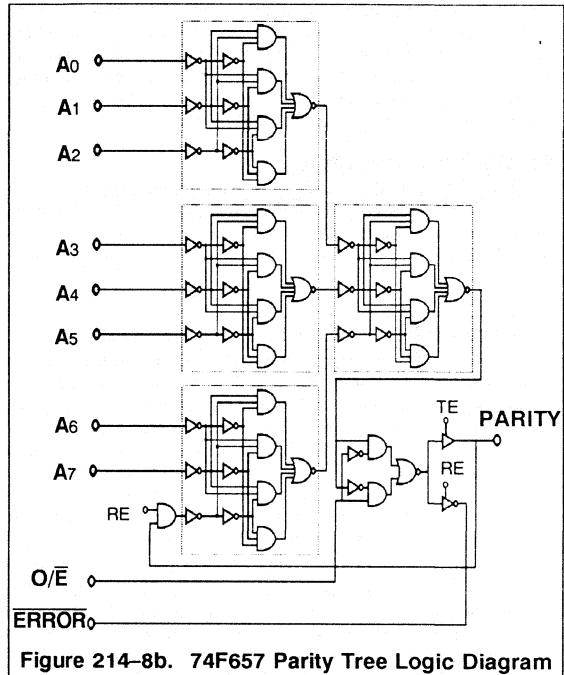 A0
A1
A2
A3
A4
A5
TE
PARITY
A6
RE
A7
RE
O/E̅
E̅R̅R̅O̅R̅
Figure 214–8b. 74F657 Parity Tree Logic Diagram